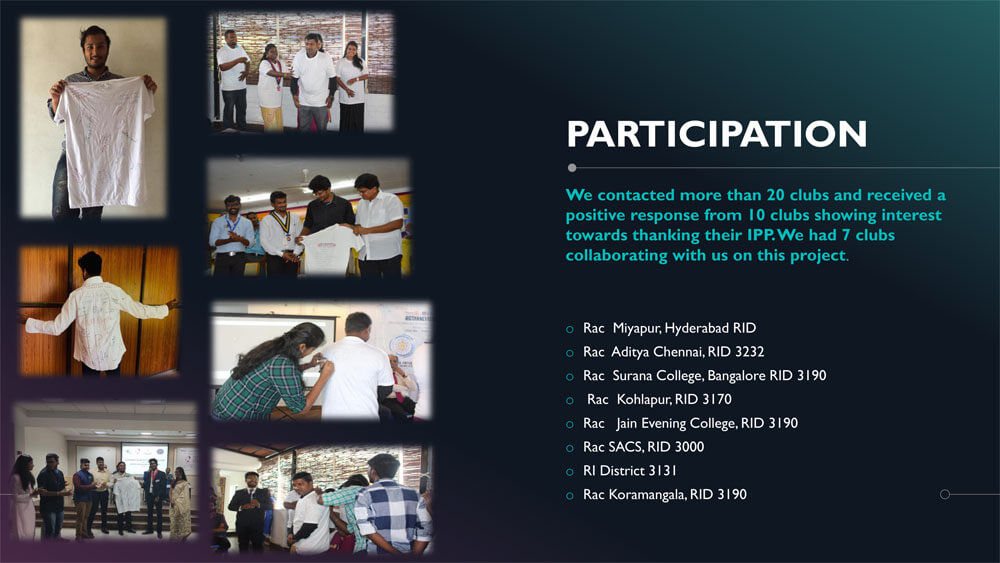 PARTICIPATION
We contacted more than 20 clubs and received a
positive response from 10 clubs showing interest
towards thanking their IPP. We had 7 clubs
collaborating with us on this project.
Rac Miyapur, Hyderabad RID
Rac Aditya Chennai, RID 3232
Rac Surana College, Bangalore RID 3190
Rac Kohlapur, RID 3170
Rac Jain Evening College, RID 3190
Rac SACS, RID 3000
RI District 3131
Rac Koramangala, RID 3190